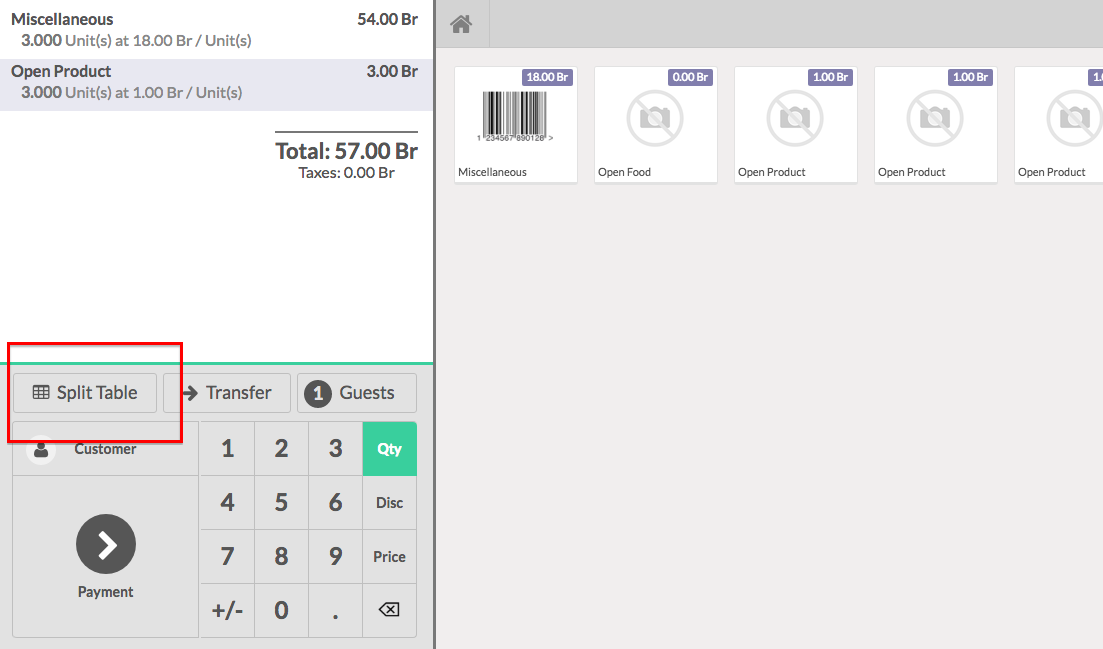 Miscellaneous 54.00 Br
3.000 Unit(s) at 18.00 Br / Unit(s)
Open Product 3.00 Br
3.000 Unit(s) at 1.00 Br / Unit(s)
Total: 57.00 Br
Taxes: 0.00 Br
Split Table Transfer 1 Guests
Customer
1 2 3 Qty
4 5 6 Disc
7 8 9 Price
+/- 0 .
Payment
18.00 Br 0.00 Br 1.00 Br 1.00 Br
1 234567 890128 >
Miscellaneous Open Food Open Product Open Product Open Product